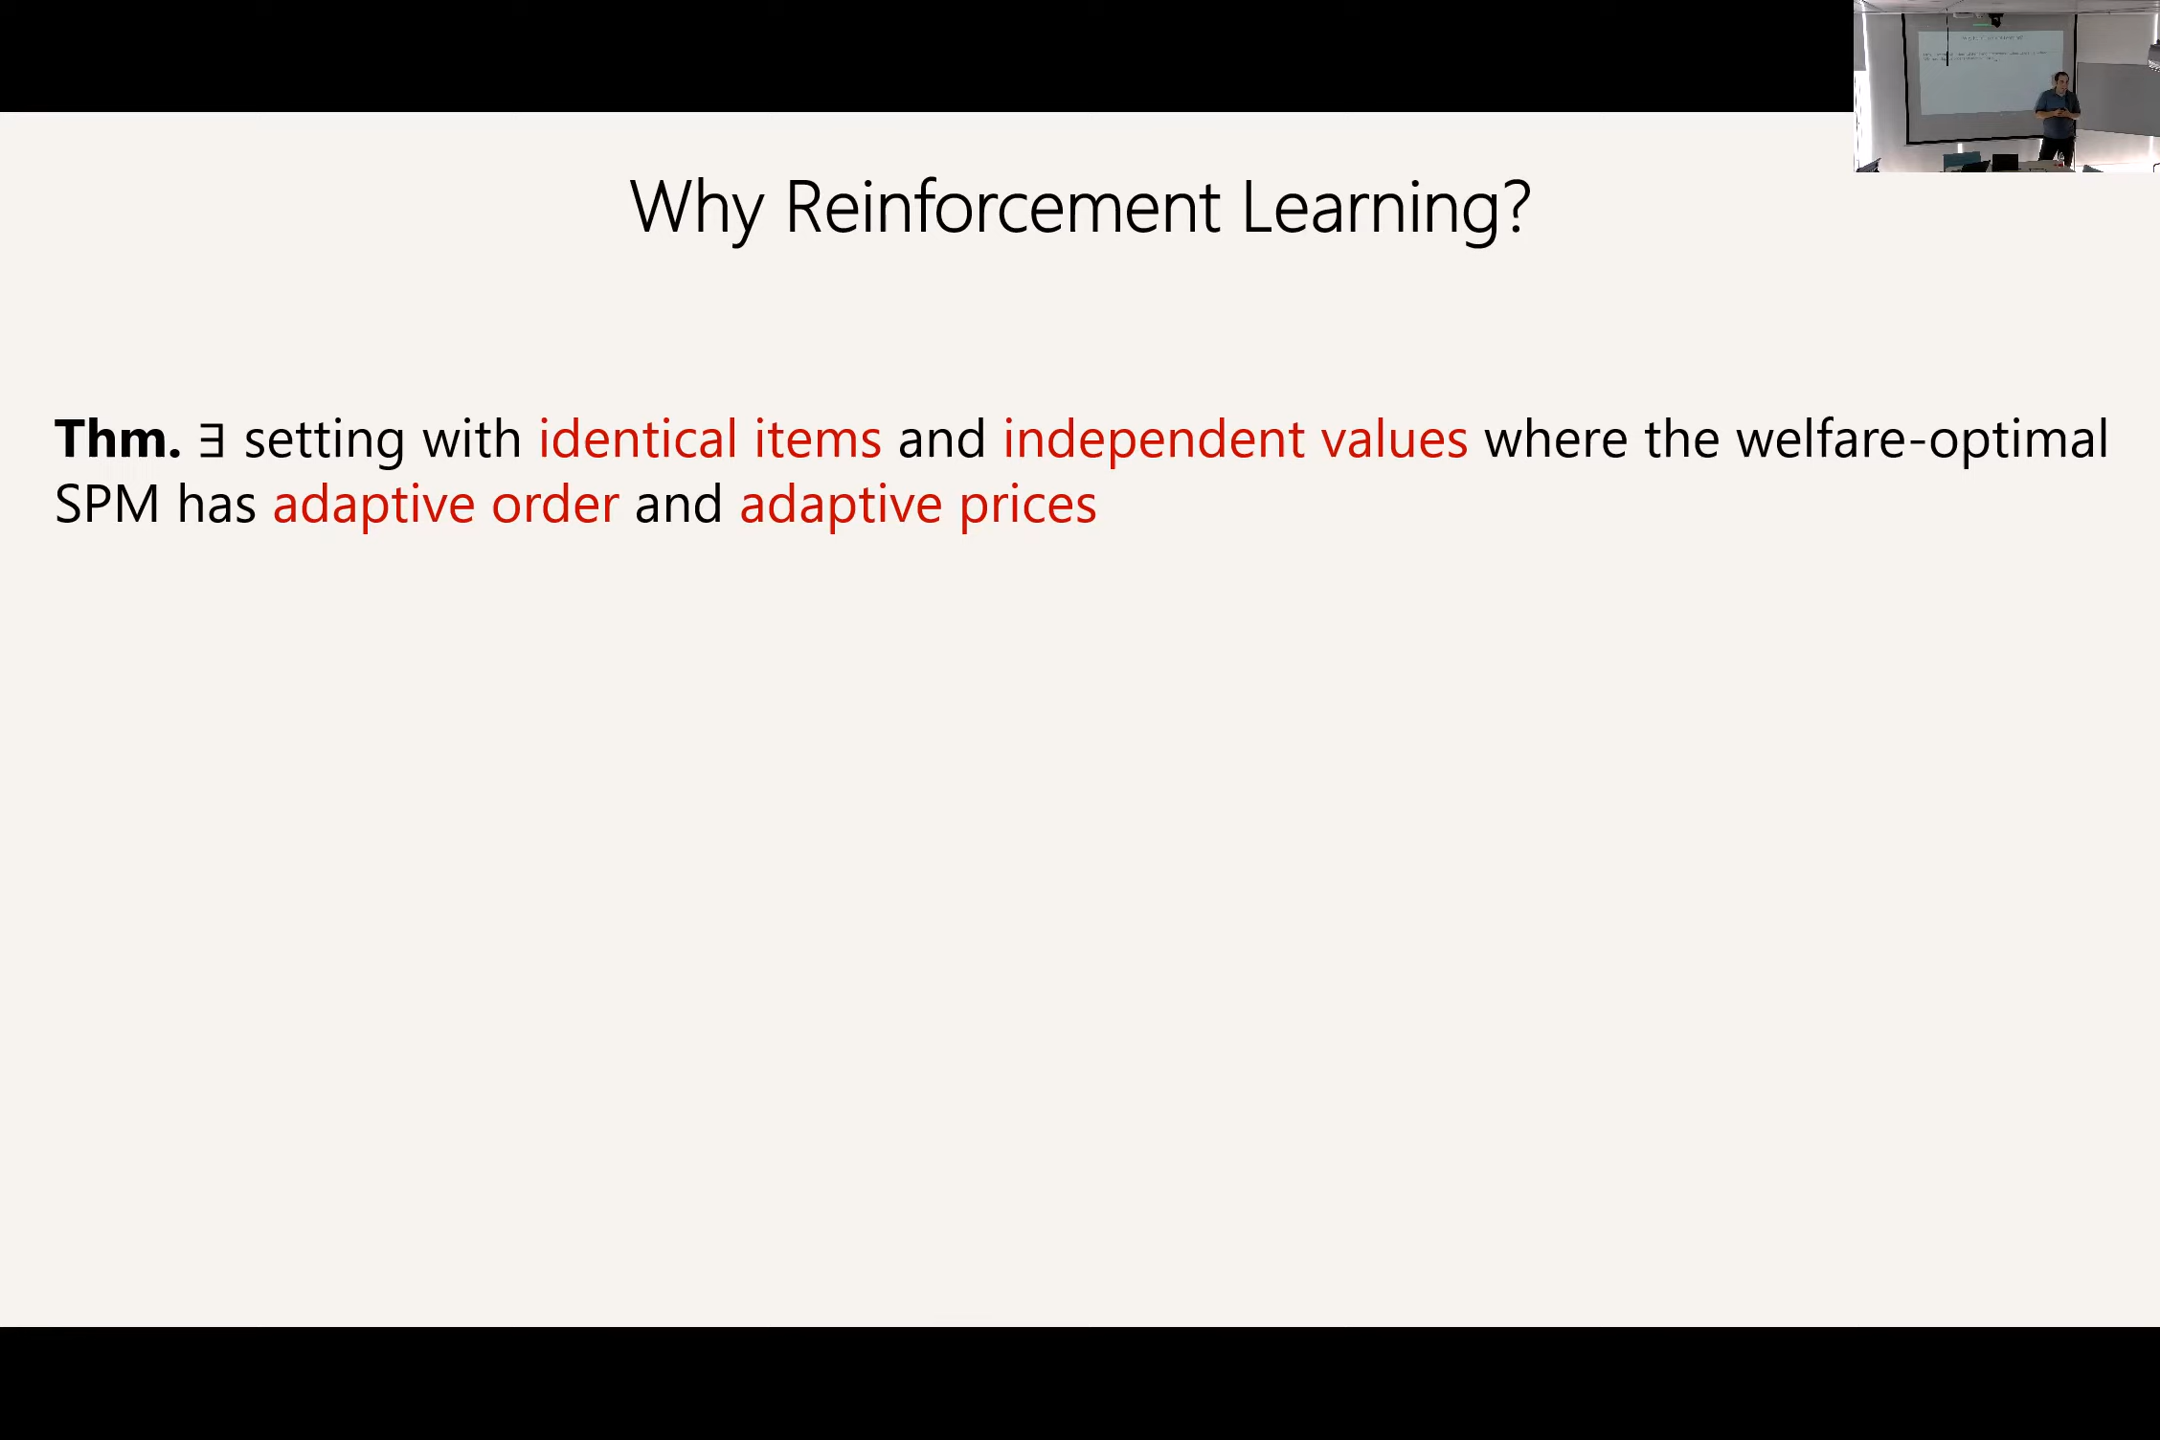 Why Reinforcement Learning?
Thm. ∃ setting with identical items and independent values where the welfare-optimal
SPM has adaptive order and adaptive prices